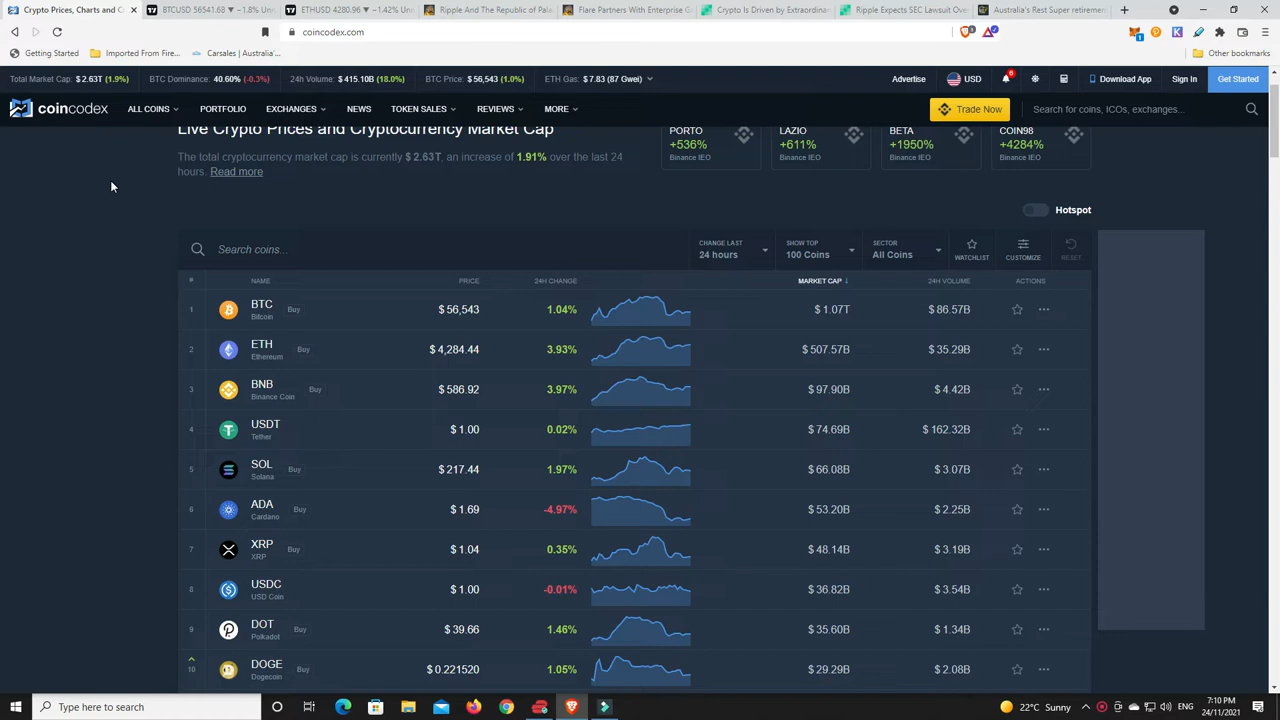 Crypto Prices, Charts and C
BTCUSD 56541.68 ▼ −1.8% Un
ETHUSD 4280.96 ▼ −1.42% Un
Ripple And The Republic of Pala
Flare Partners With Enterprise G
Crypto Is Driven by Extraordinar
Ripple Expects SEC Lawsuit Ove
Australia's Rest Super retiremen
coincodex.com
Getting Started
Imported From Fire...
Carsales | Australia'...
Other bookmarks
Total Market Cap: $ 2.63T (1.9%)
BTC Dominance: 40.60% (-0.3%)
24h Volume: $ 415.10B (18.0%)
BTC Price: $ 56,543 (1.0%)
ETH Gas: $ 7.83 (87 Gwei)
Advertise
USD
6
Download App
Sign In
Get Started
coincodex
ALL COINS
PORTFOLIO
EXCHANGES
NEWS
TOKEN SALES
REVIEWS
MORE
Trade Now
Search for coins, ICOs, exchanges...
Live Crypto Prices and Cryptocurrency Market Cap
The total cryptocurrency market cap is currently $ 2.63T, an increase of 1.91% over the last 24
hours. Read more
PORTO
+536%
Binance IEO
LAZIO
+611%
Binance IEO
BETA
+1950%
Binance IEO
COIN98
+4284%
Binance IEO
Hotspot
Search coins...
CHANGE LAST
24 hours
SHOW TOP
100 Coins
SECTOR
All Coins
WATCHLIST
CUSTOMIZE
RESET
# NAME PRICE 24H CHANGE MARKET CAP ↓ 24H VOLUME ACTIONS
1 BTC Buy $ 56,543 1.04% $ 1.07T $ 86.57B
Bitcoin
2 ETH Buy $ 4,284.44 3.93% $ 507.57B $ 35.29B
Ethereum
3 BNB Buy $ 586.92 3.97% $ 97.90B $ 4.42B
Binance Coin
4 USDT $ 1.00 0.02% $ 74.69B $ 162.32B
Tether
5 SOL Buy $ 217.44 1.97% $ 66.08B $ 3.07B
Solana
6 ADA Buy $ 1.69 -4.97% $ 53.20B $ 2.25B
Cardano
7 XRP Buy $ 1.04 0.35% $ 48.14B $ 3.19B
XRP
8 USDC $ 1.00 -0.01% $ 36.82B $ 3.54B
USD Coin
9 DOT Buy $ 39.66 1.46% $ 35.60B $ 1.34B
Polkadot
10 DOGE Buy $ 0.221520 1.05% $ 29.29B $ 2.08B
Dogecoin
Type here to search
22°C Sunny
ENG
7:10 PM
24/11/2021